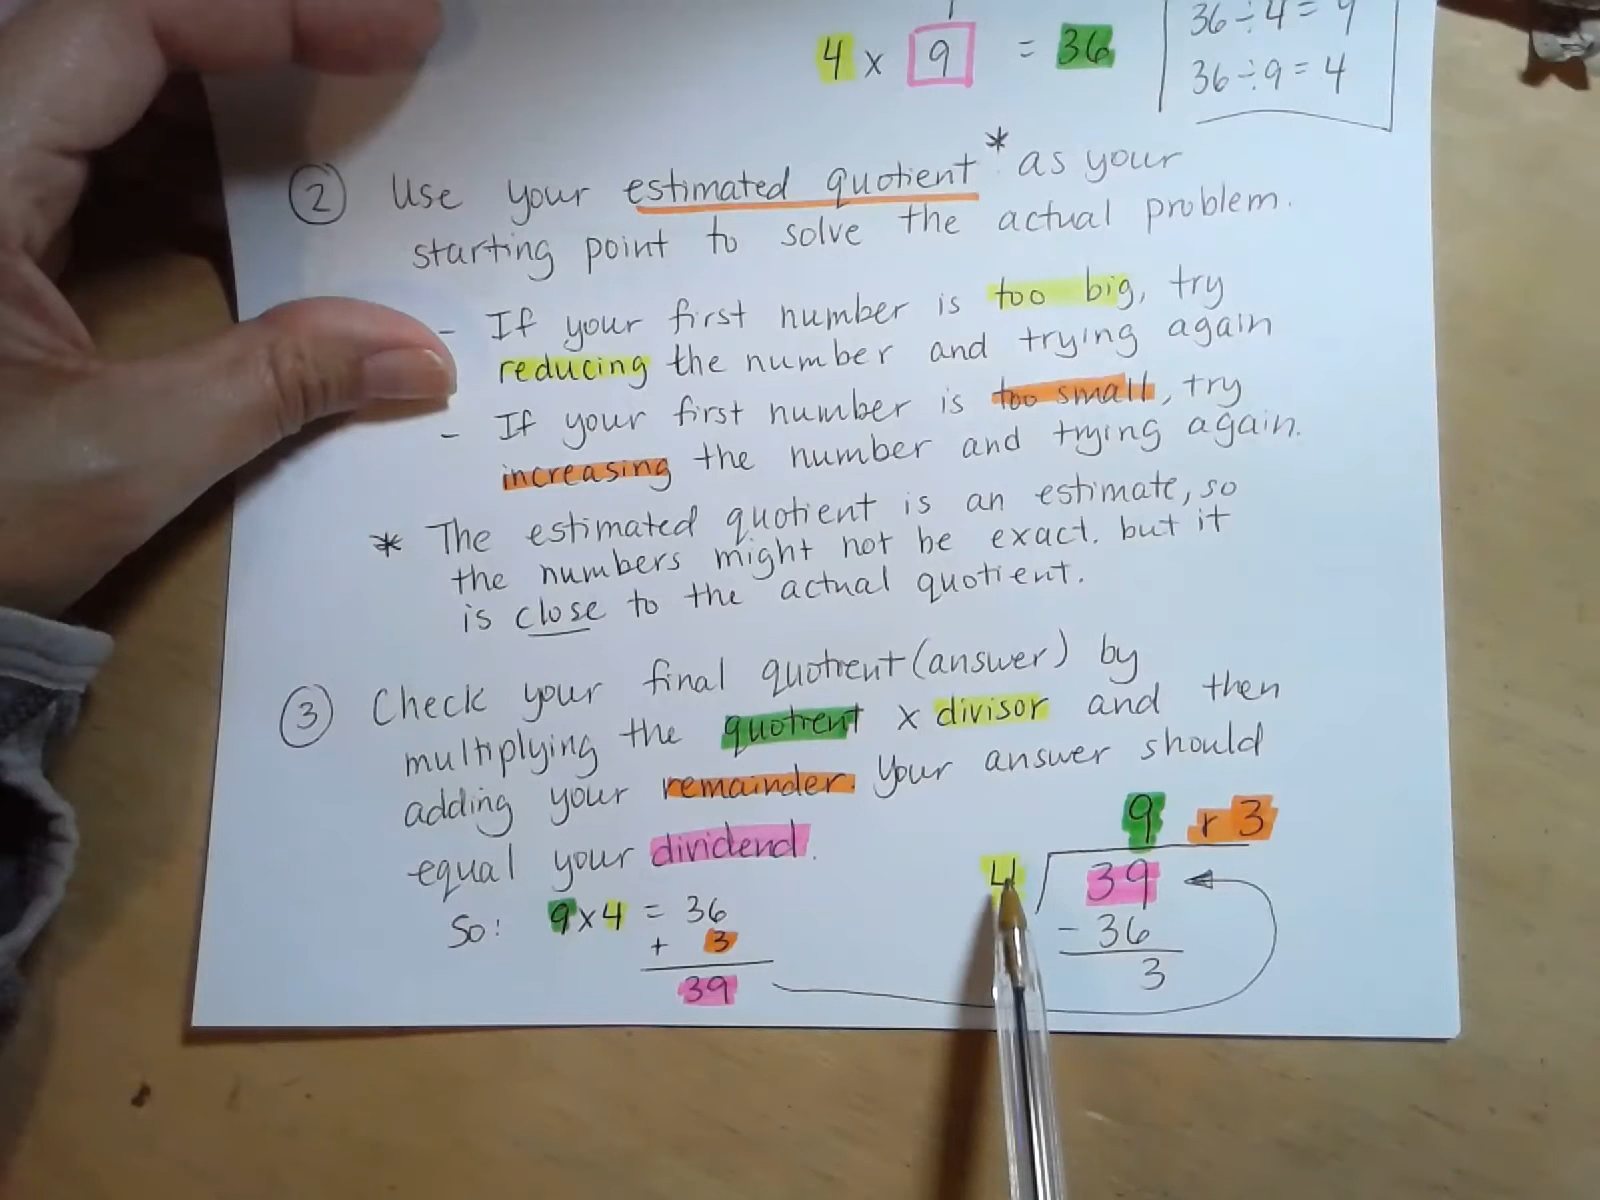 4 x 9 = 36
36 ÷ 4 = 9
36 ÷ 9 = 4
② Use your estimated quotient* as your
starting point to solve the actual problem.
- If your first number is too big, try
reducing the number and trying again
- If your first number is too small, try
increasing the number and trying again.
* The estimated quotient is an estimate, so
the numbers might not be exact. but it
is close to the actual quotient.
③ Check your final quotient (answer) by
multiplying the quotient x divisor and then
adding your remainder. Your answer should
equal your dividend.
So: 9 x 4 = 36
+ 3
39
9 r 3
4 39
- 36
3